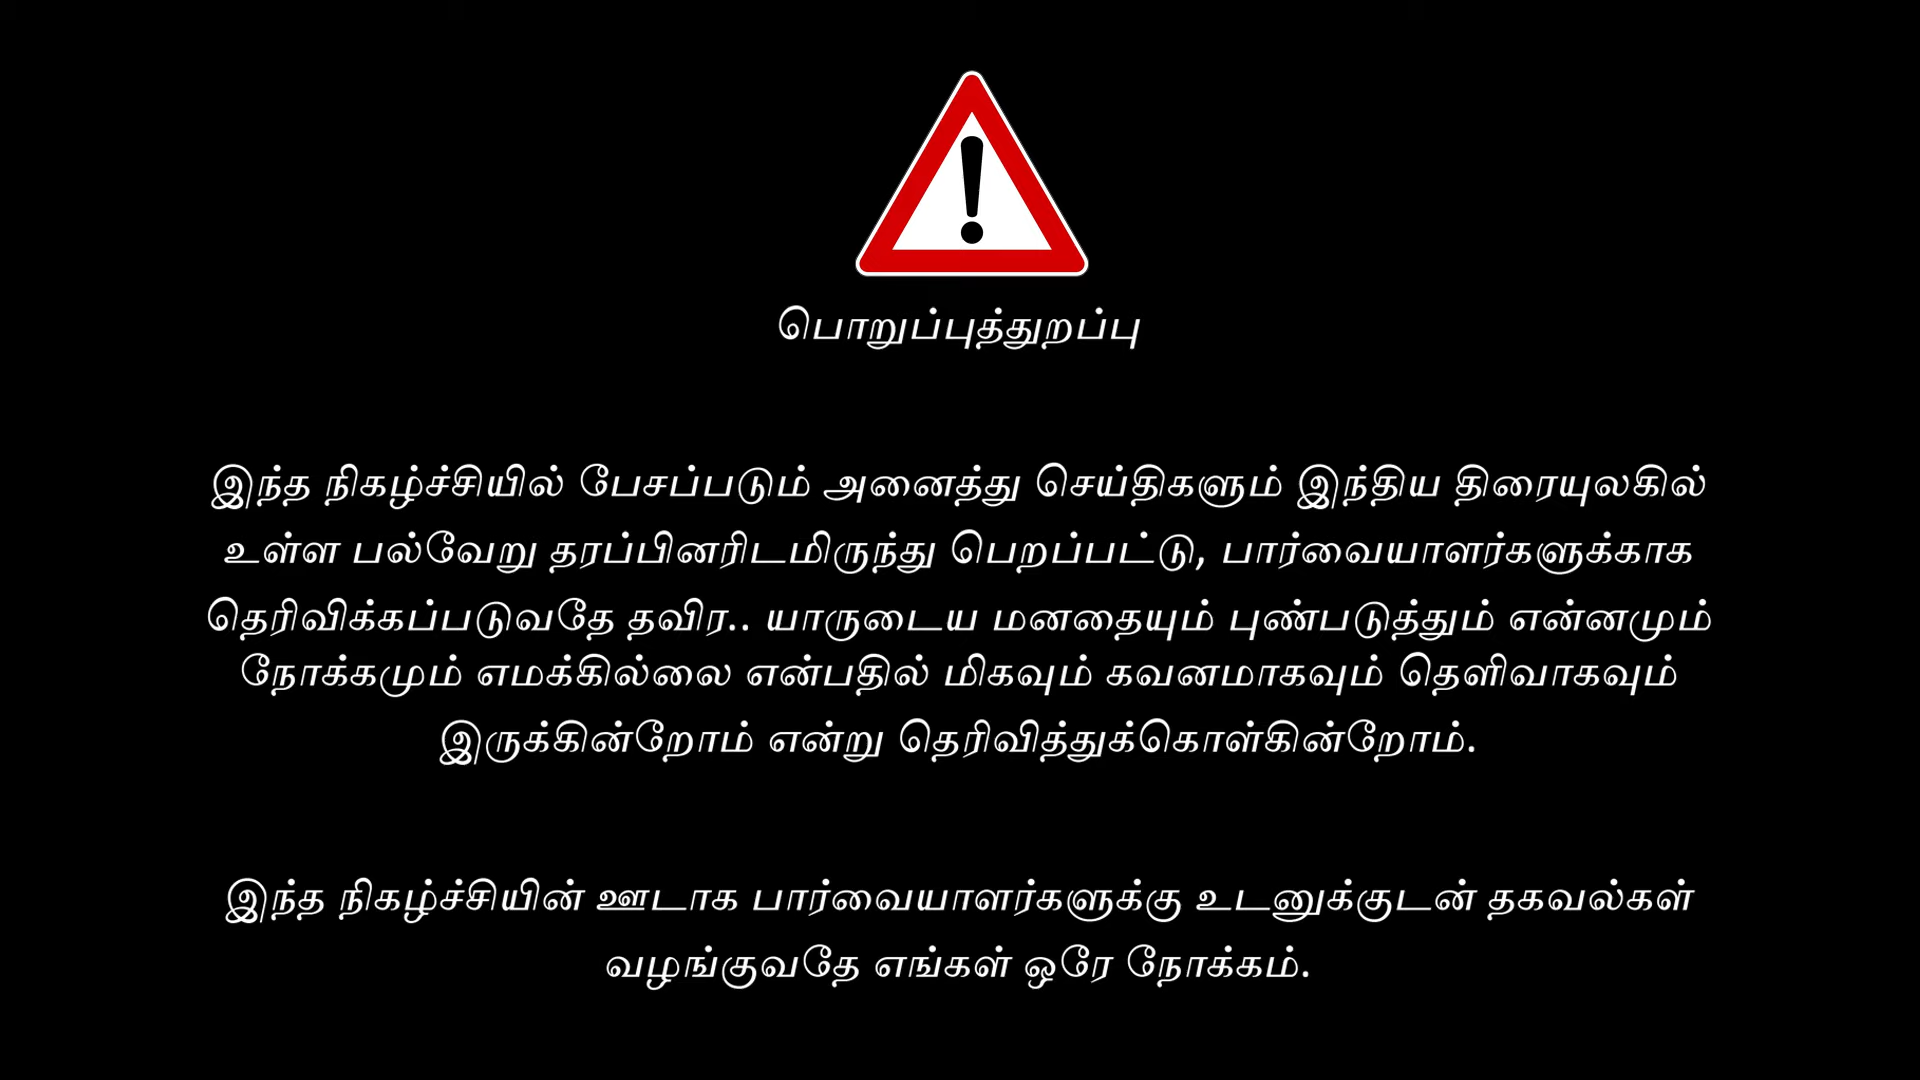 பொறுப்புத்துறப்பு
இந்த நிகழ்ச்சியில் பேசப்படும் அனைத்து செய்திகளும் இந்திய திரையுலகில்
உள்ள பல்வேறு தரப்பினரிடமிருந்து பெறப்பட்டு, பார்வையாளர்களுக்காக
தெரிவிக்கப்படுவதே தவிர.. யாருடைய மனதையும் புண்படுத்தும் என்னமும்
நோக்கமும் எமக்கில்லை என்பதில் மிகவும் கவனமாகவும் தெளிவாகவும்
இருக்கின்றோம் என்று தெரிவித்துக்கொள்கின்றோம்.
இந்த நிகழ்ச்சியின் ஊடாக பார்வையாளர்களுக்கு உடனுக்குடன் தகவல்கள்
வழங்குவதே எங்கள் ஒரே நோக்கம்.